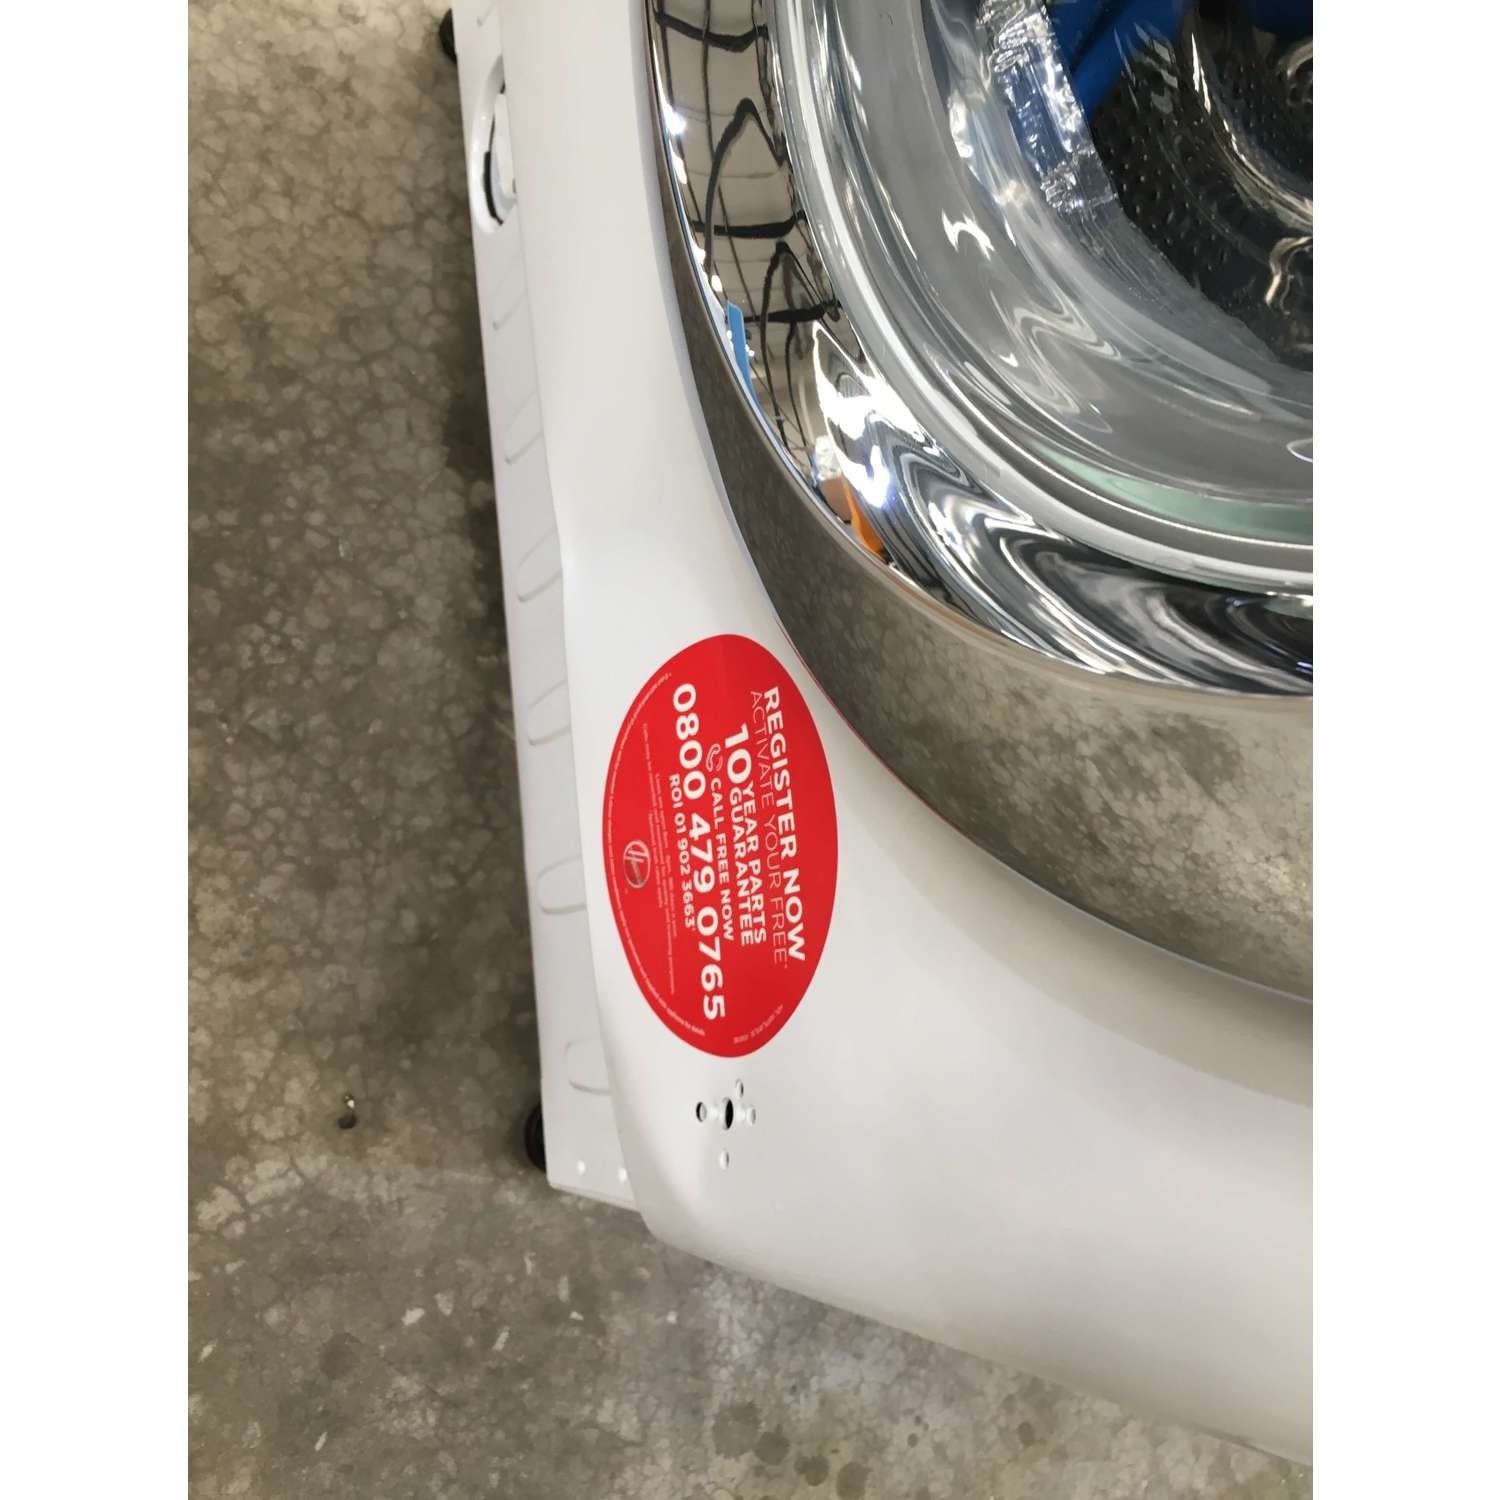 REGISTER NOW
ACTIVATE YOUR FREE*
10 YEAR PARTS
GUARANTEE
CALL FREE NOW
0800 479 0765
ROI 01 902 3663*
Hoover